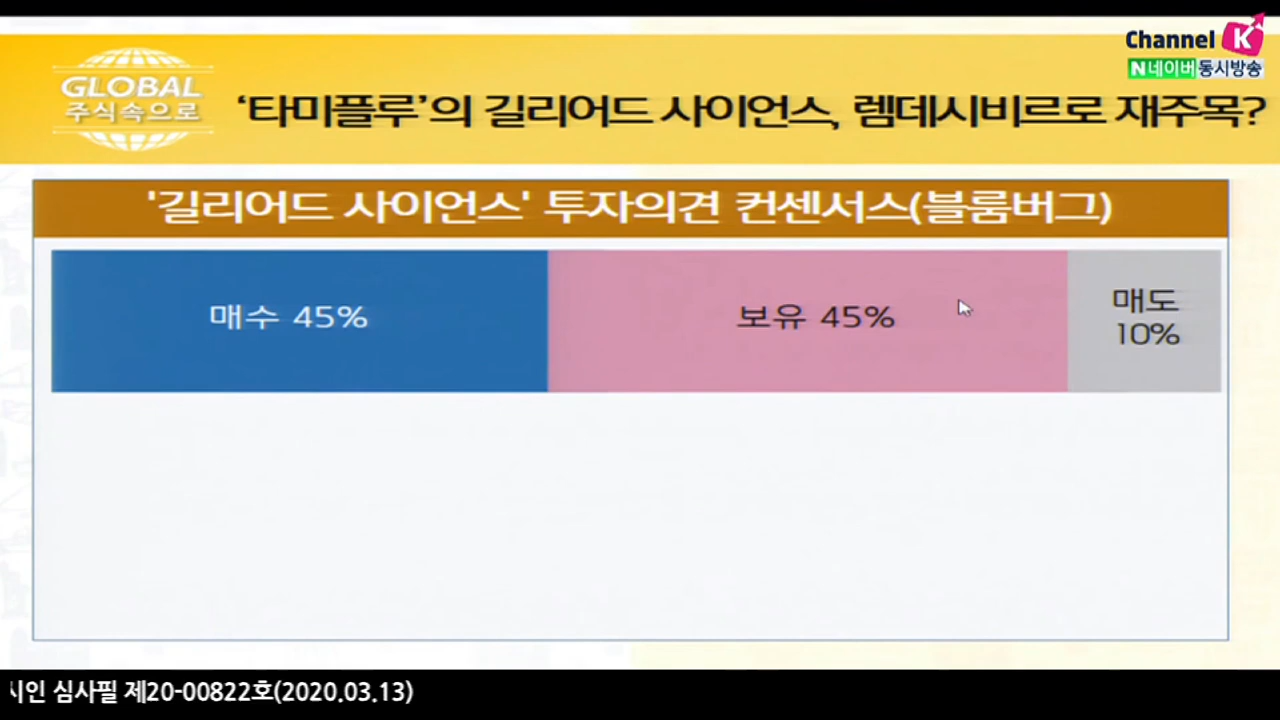 Channel K
N네이버 동시방송
GLOBAL
주식속으로
‘타미플루’의 길리어드 사이언스, 렘데시비르로 재주목?
'길리어드 사이언스' 투자의견 컨센서스(블룸버그)
매수 45%
보유 45%
매도
10%
시인 심사필 제20-00822호(2020.03.13)